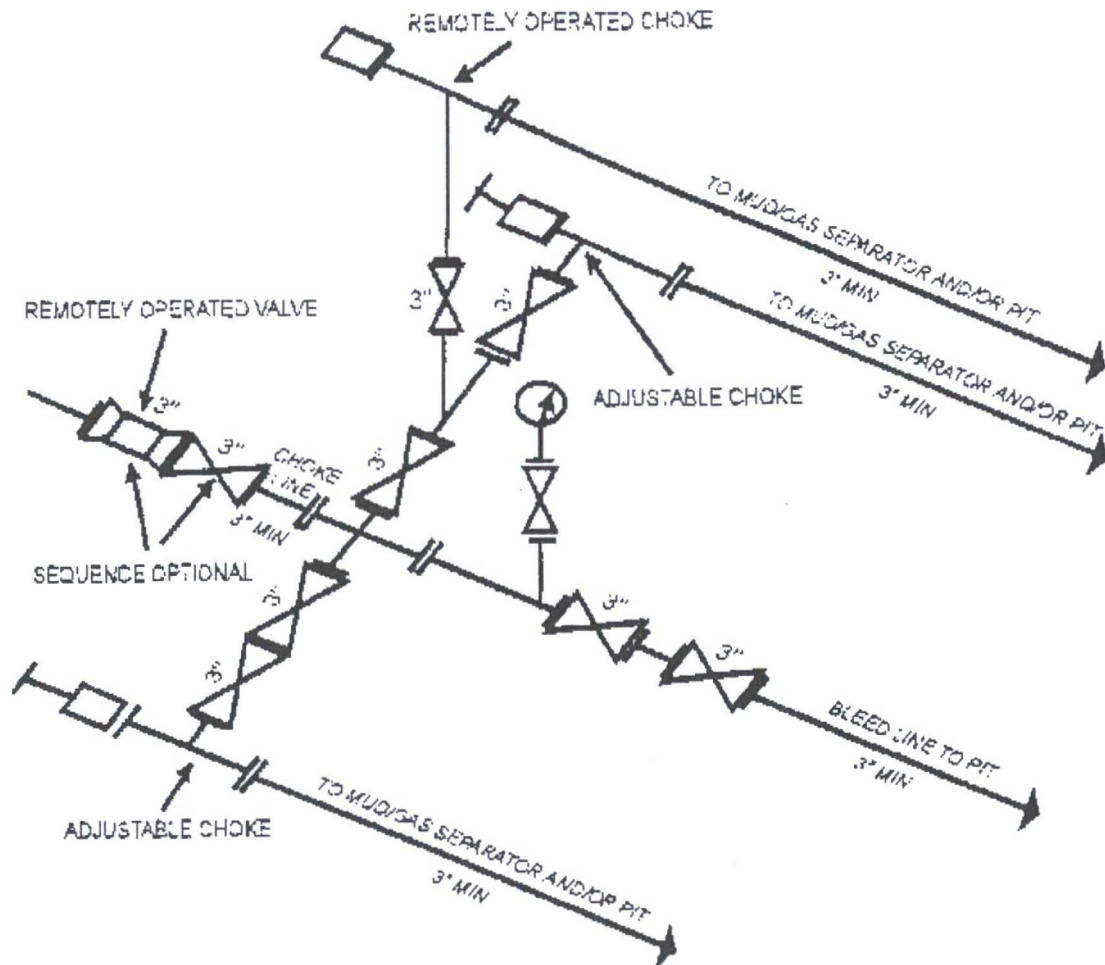 REMOTELY OPERATED CHOKE
TO MUD/GAS SEPARATOR AND/OR PIT
3" MIN
TO MUD/GAS SEPARATOR AND/OR PIT
3" MIN
3"
3"
REMOTELY OPERATED VALVE
ADJUSTABLE CHOKE
3"
3"
CHOKE
LINE
3" MIN
3"
SEQUENCE OPTIONAL
3"
3"
3"
3"
BLEED LINE TO PIT
3" MIN
ADJUSTABLE CHOKE
TO MUD/GAS SEPARATOR AND/OR PIT
3" MIN